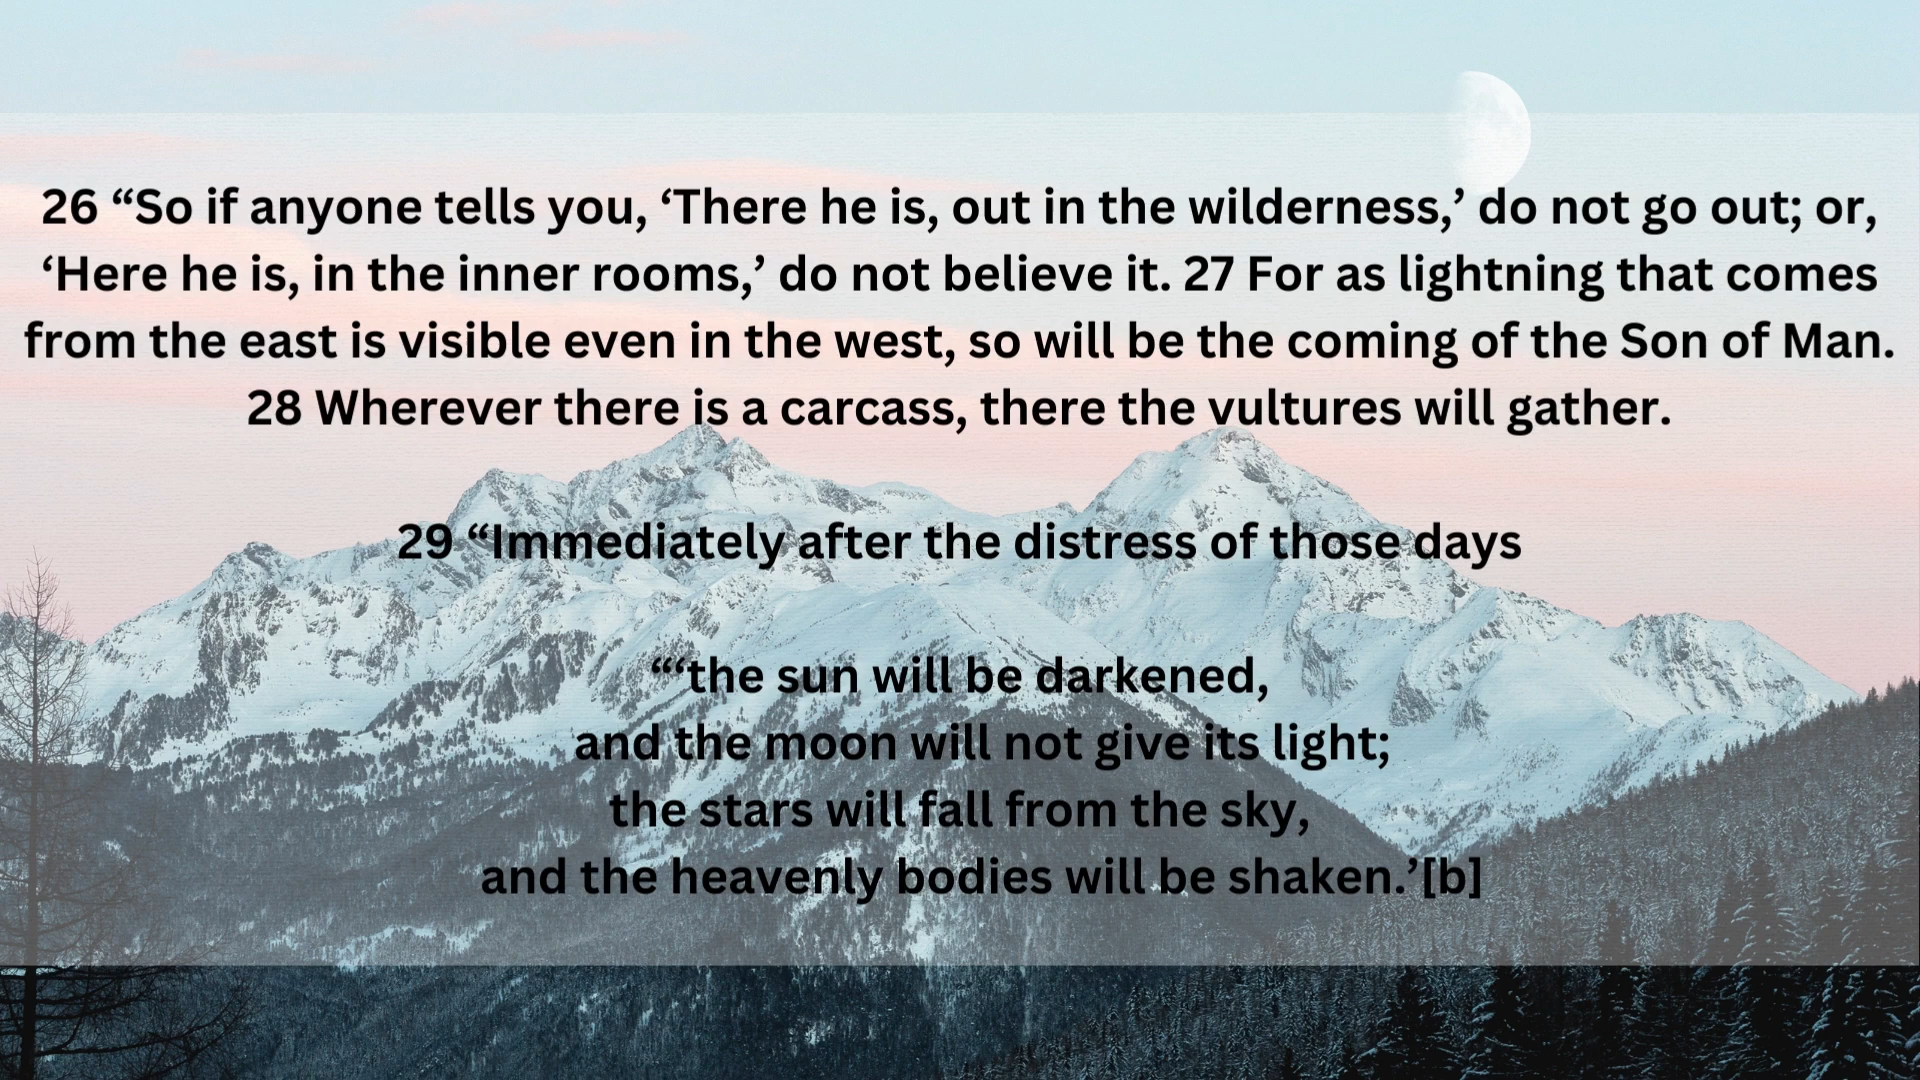 26 “So if anyone tells you, ‘There he is, out in the wilderness,’ do not go out; or,
‘Here he is, in the inner rooms,’ do not believe it. 27 For as lightning that comes
from the east is visible even in the west, so will be the coming of the Son of Man.
28 Wherever there is a carcass, there the vultures will gather.
29 “Immediately after the distress of those days
“‘the sun will be darkened,
and the moon will not give its light;
the stars will fall from the sky,
and the heavenly bodies will be shaken.’[b]